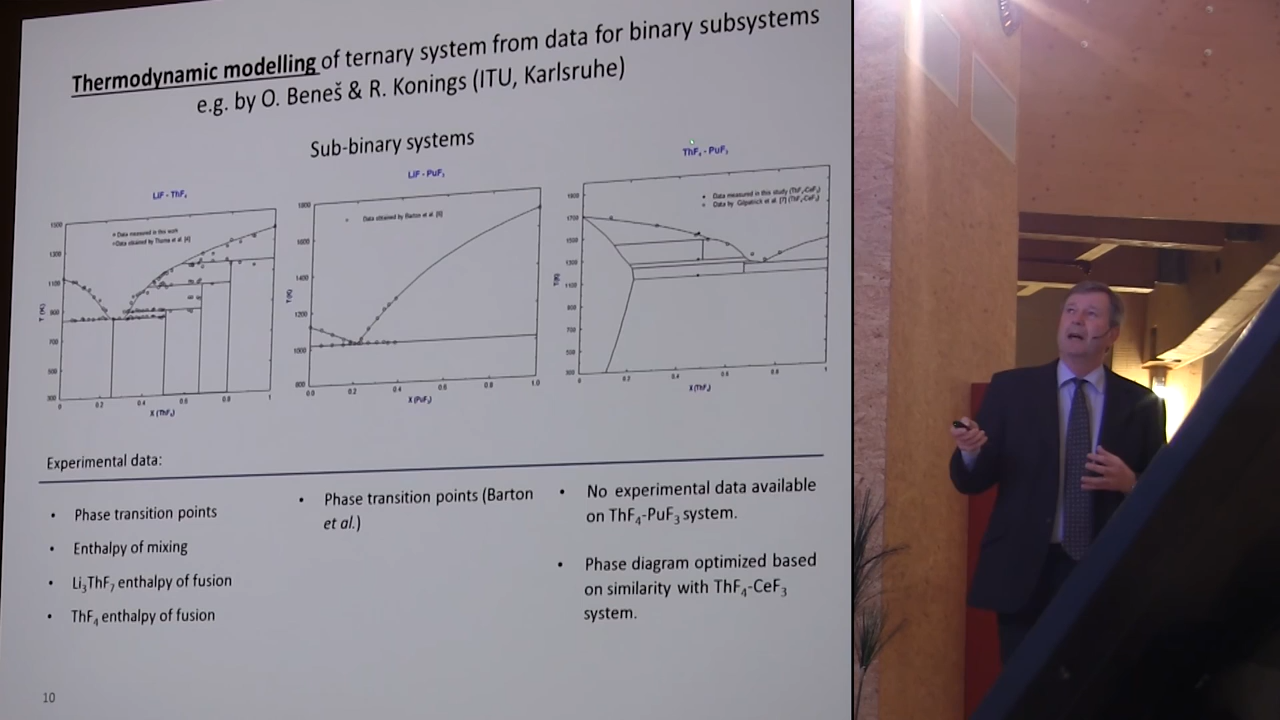 Thermodynamic modelling of ternary system from data for binary subsystems
e.g. by O. Beneš & R. Konings (ITU, Karlsruhe)
Sub-binary systems
LiF - ThF₄
LiF - PuF₃
ThF₄ - PuF₃
Data measured in this work
Data obtained by Thoma et al. [4]
Data obtained by Barton et al. [6]
Data measured in this study (ThF₄-CeF₃)
Data by Gilpatrick et al. [7] (ThF₄-CeF₃)
T (K)
T(K)
T(K)
X (ThF₄)
X (PuF₃)
X(ThF₄)
Experimental data:
• Phase transition points
• Enthalpy of mixing
• Li₃ThF₇ enthalpy of fusion
• ThF₄ enthalpy of fusion
• Phase transition points (Barton
et al.)
• No experimental data available
on ThF₄-PuF₃ system.
• Phase diagram optimized based
on similarity with ThF₄-CeF₃
system.
10